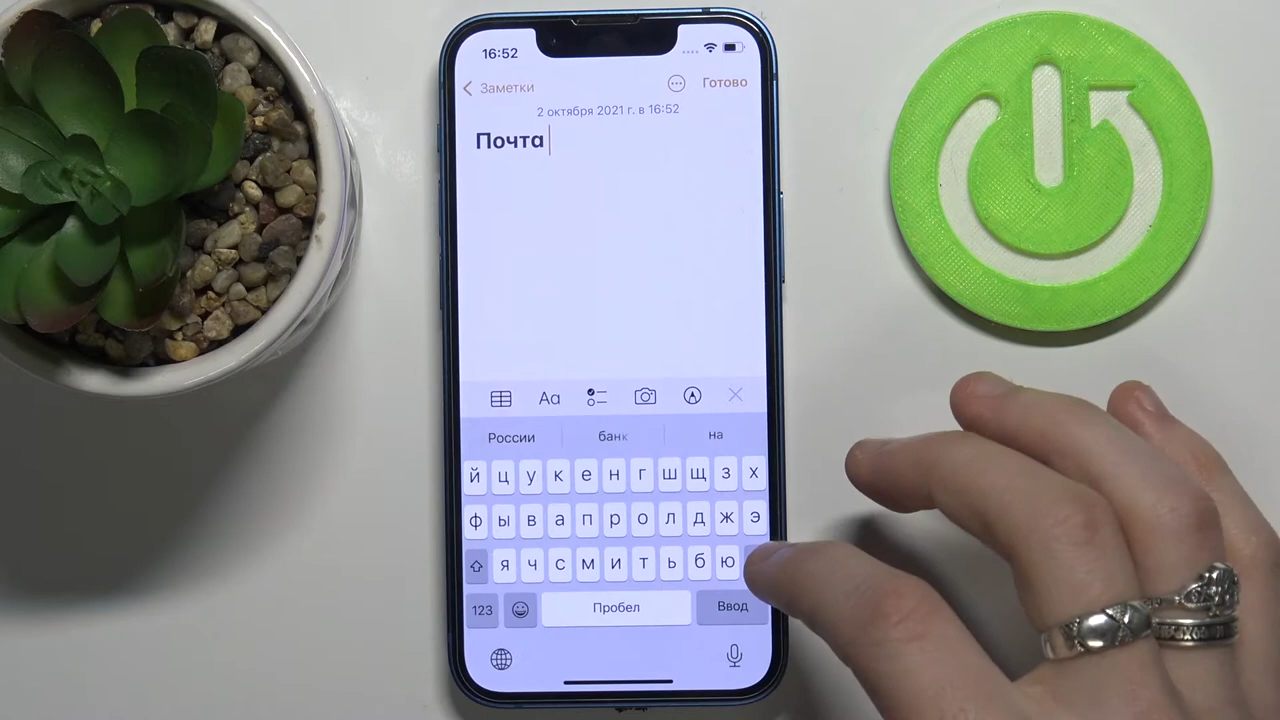 16:52
Заметки
Готово
2 октября 2021 г. в 16:52
Почта
Aa
России банк на
й ц у к е н г ш щ з х
ф ы в а п р о л д ж э
я ч с м и т ь б ю
123 Пробел Ввод